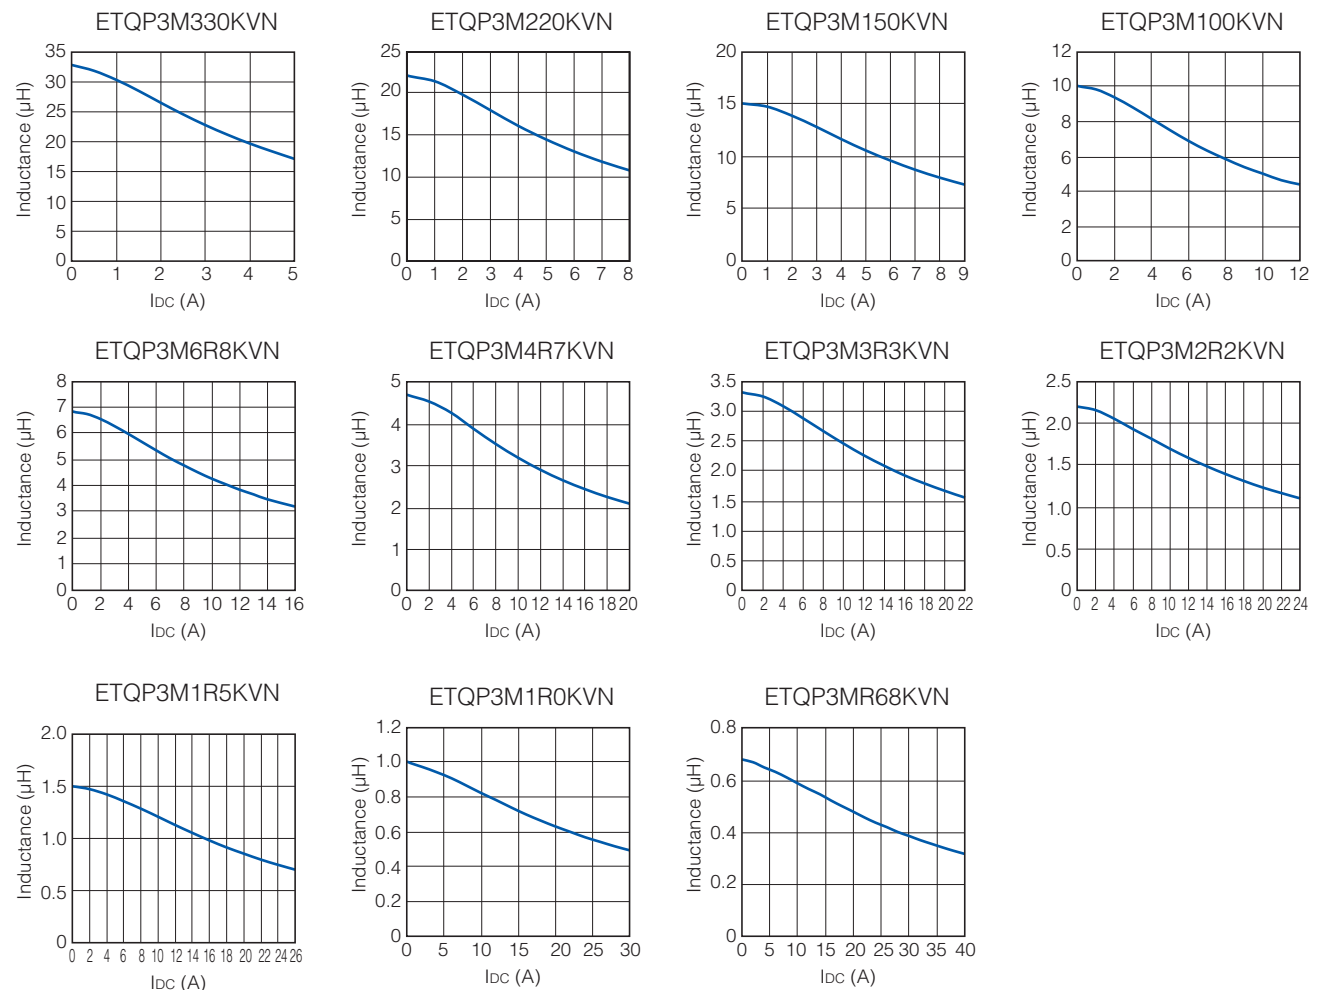 ETQP3M330KVN
35
30
25
20
15
10
5
0
0 1 2 3 4 5
Inductance (μH)
IDC (A)
ETQP3M220KVN
25
20
15
10
5
0
0 1 2 3 4 5 6 7 8
Inductance (μH)
IDC (A)
ETQP3M150KVN
20
15
10
5
0
0 1 2 3 4 5 6 7 8 9
Inductance (μH)
IDC (A)
ETQP3M100KVN
12
10
8
6
4
2
0
0 2 4 6 8 10 12
Inductance (μH)
IDC (A)
ETQP3M6R8KVN
8
7
6
5
4
3
2
1
0
0 2 4 6 8 10 12 14 16
Inductance (μH)
IDC (A)
ETQP3M4R7KVN
5
4
3
2
1
0
0 2 4 6 8 10 12 14 16 18 20
Inductance (μH)
IDC (A)
ETQP3M3R3KVN
3.5
3.0
2.5
2.0
1.5
1.0
0.5
0
0 2 4 6 8 10 12 14 16 18 20 22
Inductance (μH)
IDC (A)
ETQP3M2R2KVN
2.5
2.0
1.5
1.0
0.5
0
0 2 4 6 8 10 12 14 16 18 20 22 24
Inductance (μH)
IDC (A)
ETQP3M1R5KVN
2.0
1.5
1.0
0.5
0
0 2 4 6 8 10 12 14 16 18 20 22 24 26
Inductance (μH)
IDC (A)
ETQP3M1R0KVN
1.2
1.0
0.8
0.6
0.4
0.2
0
0 5 10 15 20 25 30
Inductance (μH)
IDC (A)
ETQP3MR68KVN
0.8
0.6
0.4
0.2
0
0 5 10 15 20 25 30 35 40
Inductance (μH)
IDC (A)